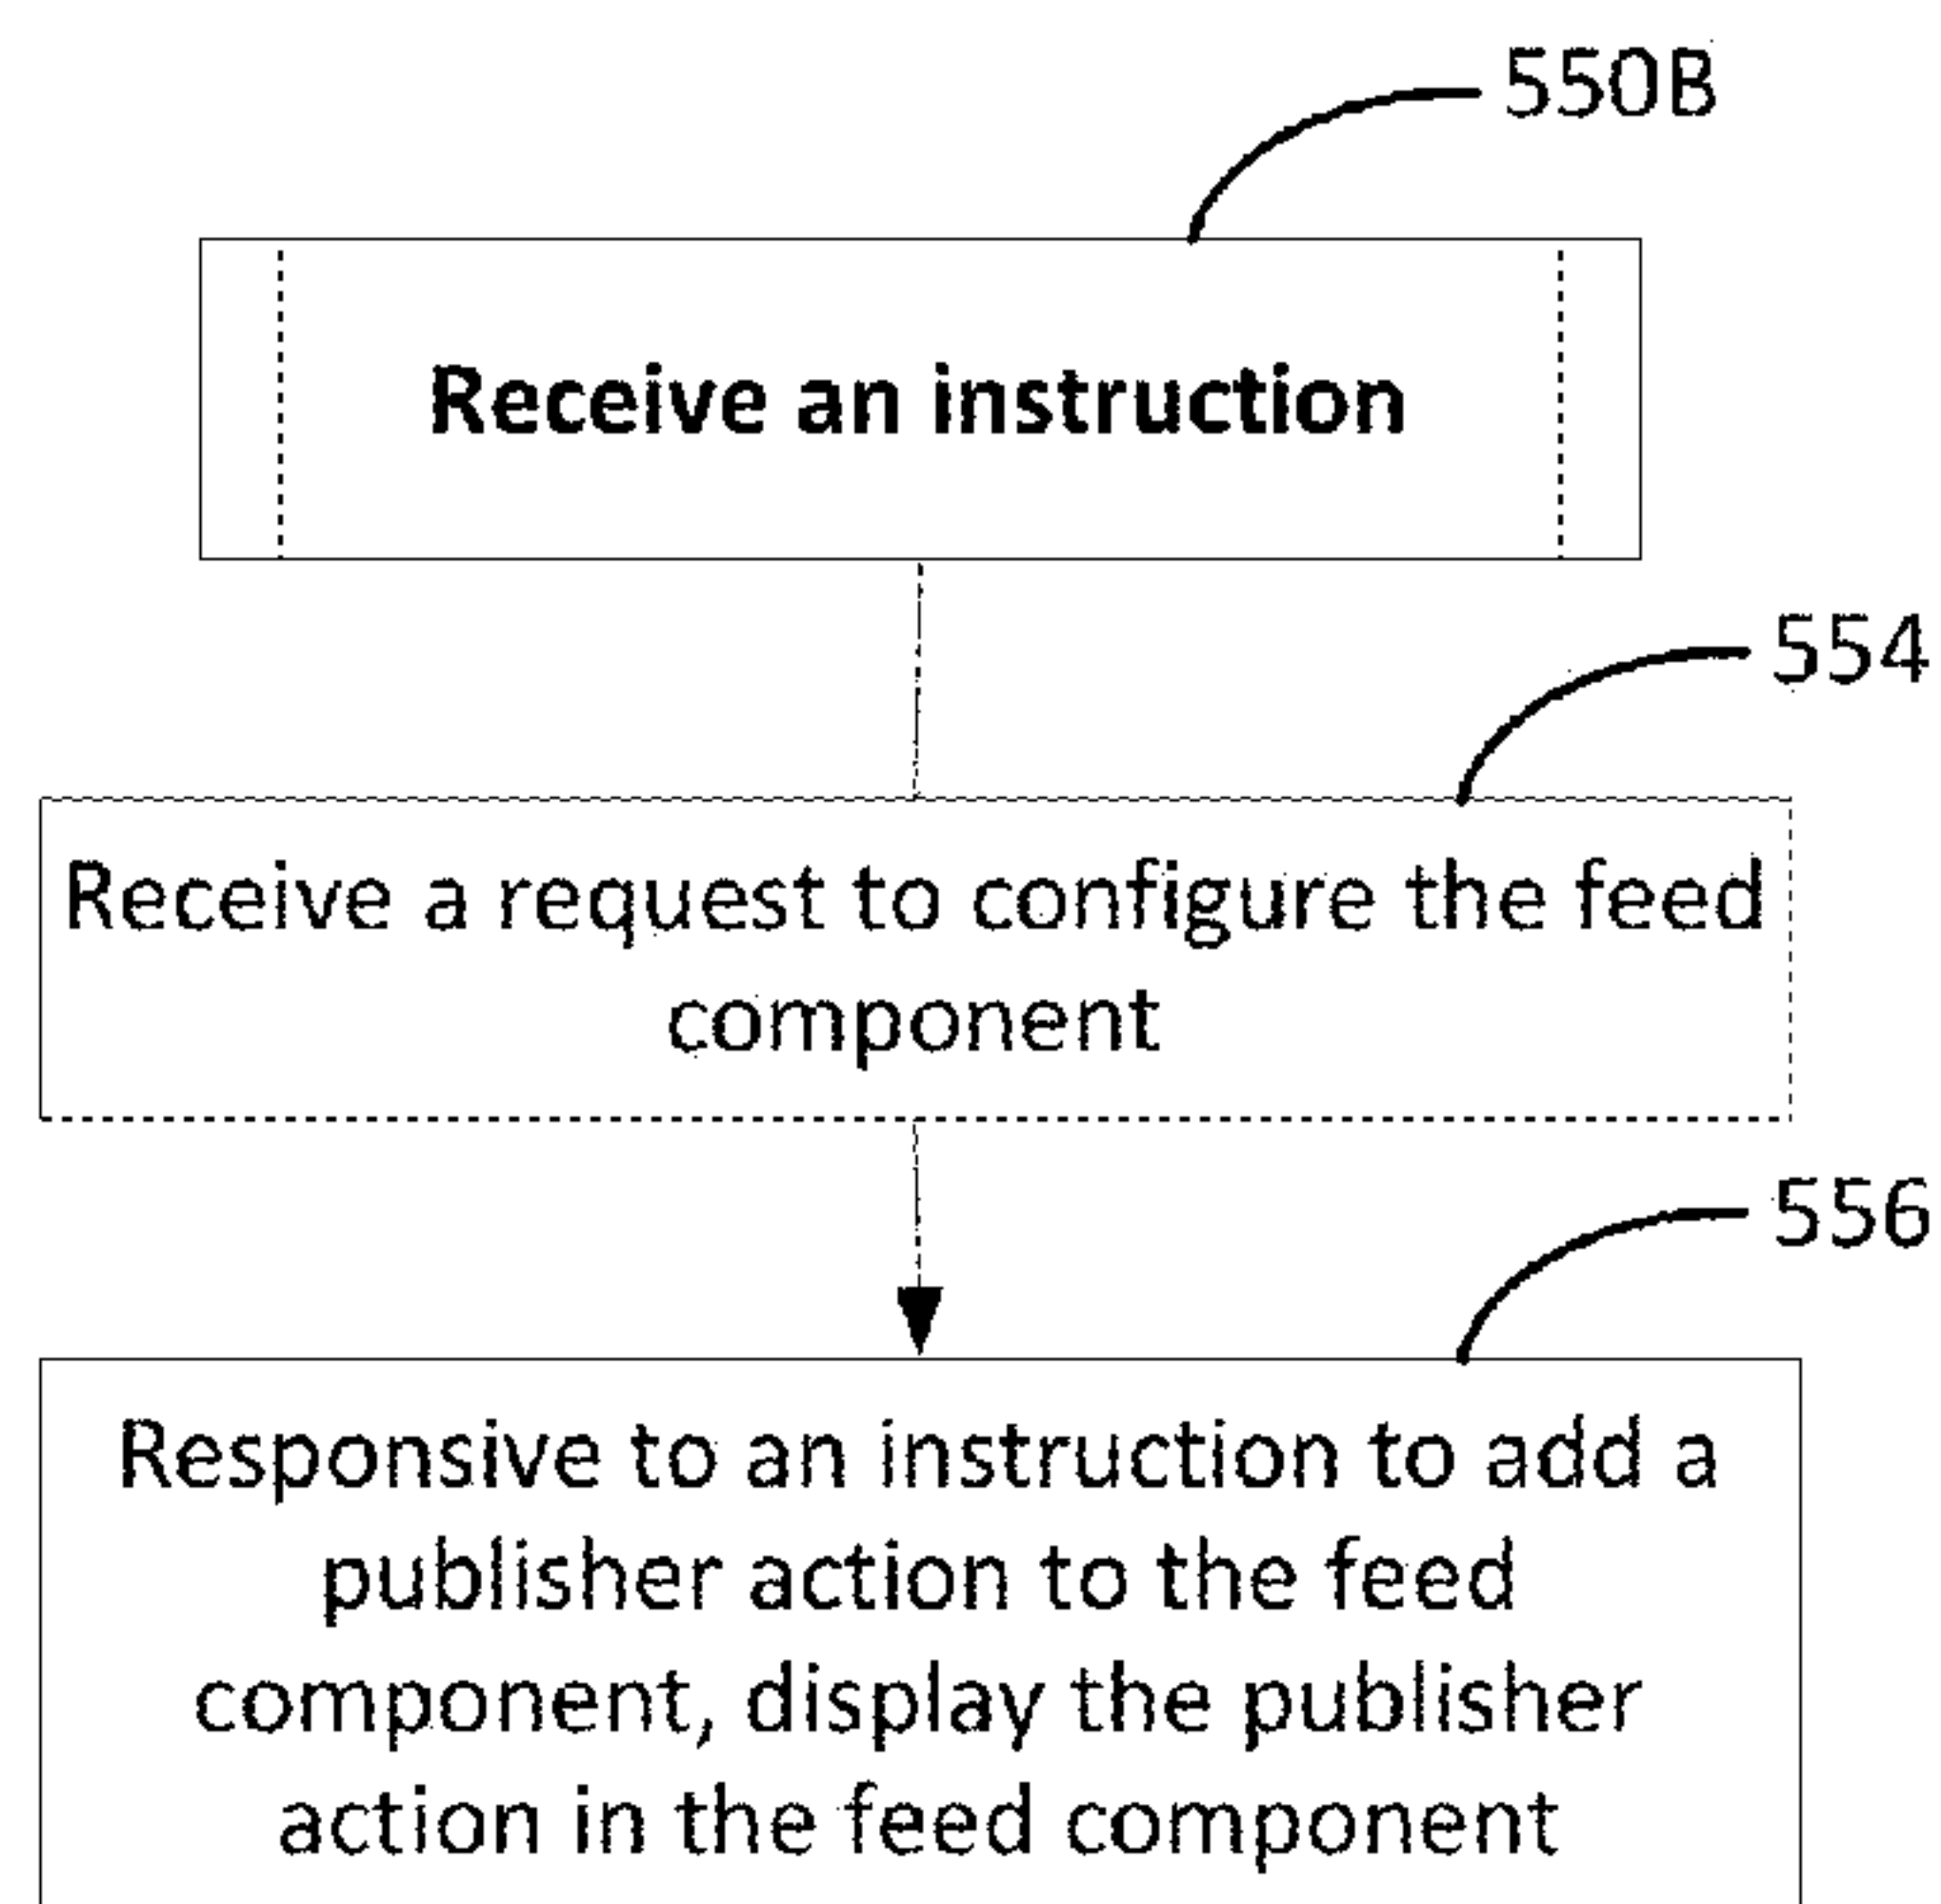 550B
Receive an instruction
554
Receive a request to configure the feed
component
556
Responsive to an instruction to add a
publisher action to the feed
component, display the publisher
action in the feed component